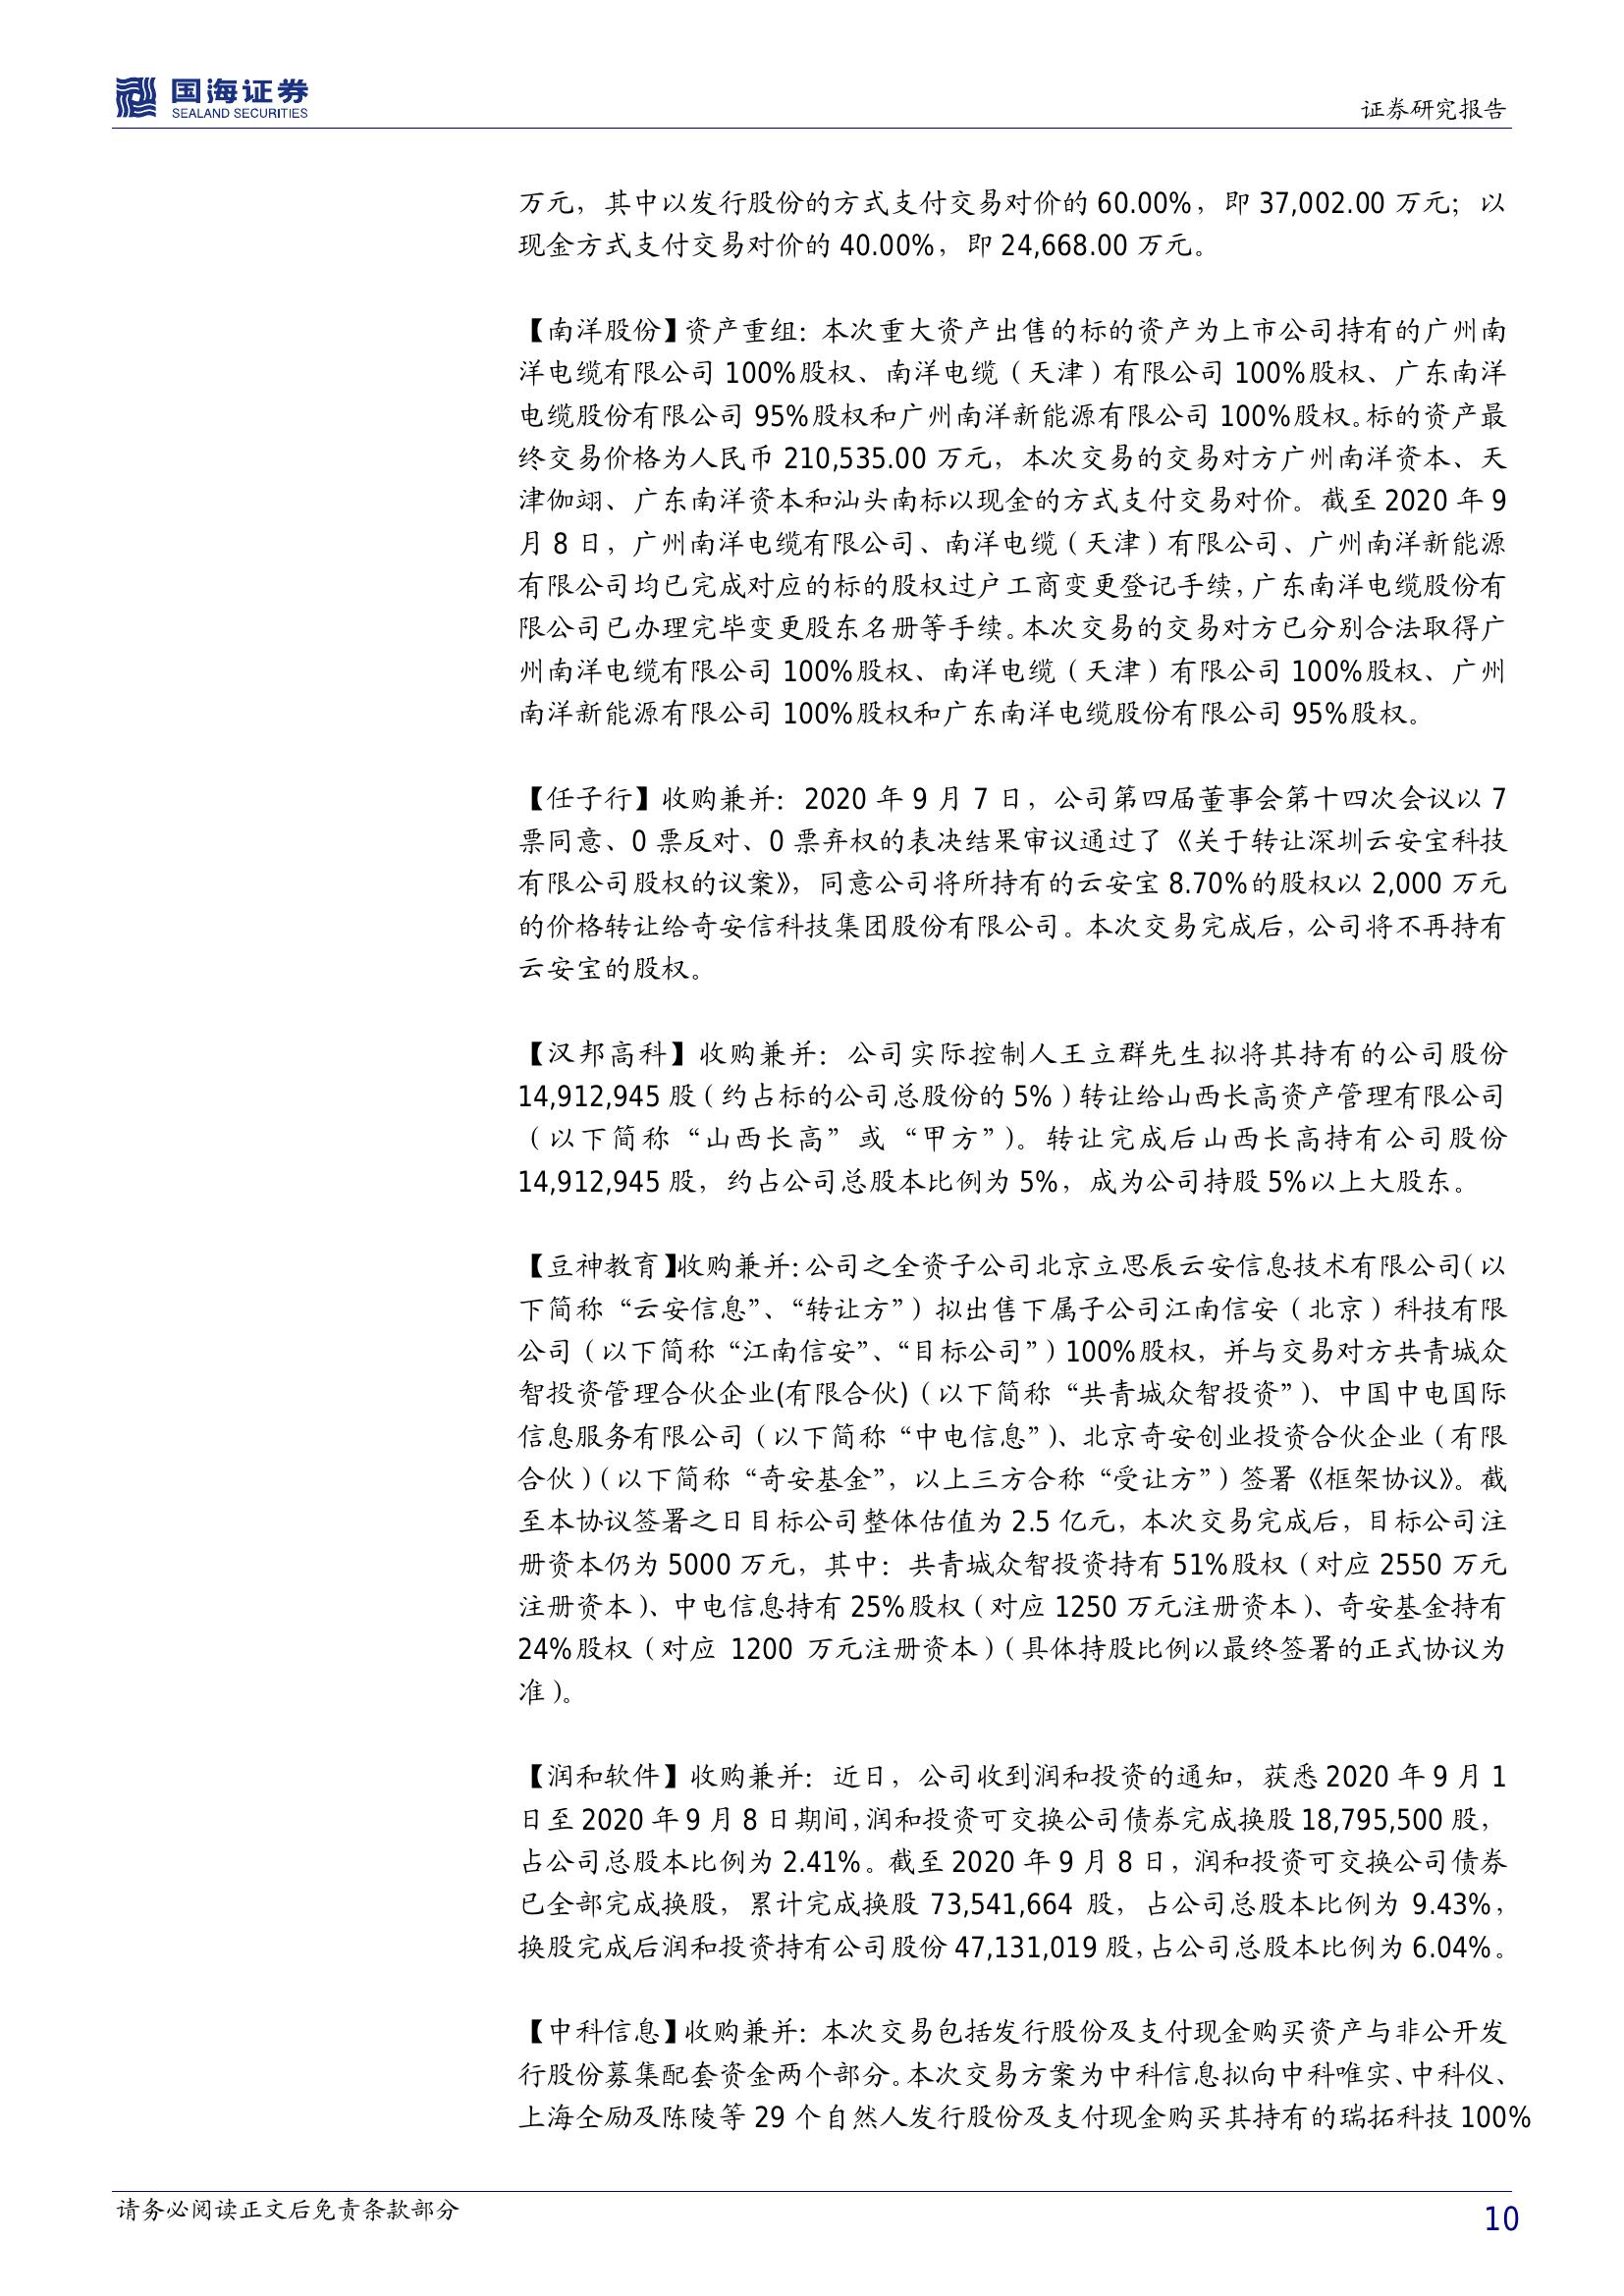 国海证券
SEALAND SECURITIES
证券研究报告
万元，其中以发行股份的方式支付交易对价的 60.00%，即 37,002.00 万元；以
现金方式支付交易对价的 40.00%，即 24,668.00 万元。
【南洋股份】资产重组：本次重大资产出售的标的资产为上市公司持有的广州南
洋电缆有限公司 100%股权、南洋电缆（天津）有限公司 100%股权、广东南洋
电缆股份有限公司 95%股权和广州南洋新能源有限公司 100%股权。标的资产最
终交易价格为人民币 210,535.00 万元，本次交易的交易对方广州南洋资本、天
津伽翊、广东南洋资本和汕头南标以现金的方式支付交易对价。截至 2020 年 9
月 8 日，广州南洋电缆有限公司、南洋电缆（天津）有限公司、广州南洋新能源
有限公司均已完成对应的标的股权过户工商变更登记手续，广东南洋电缆股份有
限公司已办理完毕变更股东名册等手续。本次交易的交易对方已分别合法取得广
州南洋电缆有限公司 100%股权、南洋电缆（天津）有限公司 100%股权、广州
南洋新能源有限公司 100%股权和广东南洋电缆股份有限公司 95%股权。
【任子行】收购兼并：2020 年 9 月 7 日，公司第四届董事会第十四次会议以 7
票同意、0 票反对、0 票弃权的表决结果审议通过了《关于转让深圳云安宝科技
有限公司股权的议案》，同意公司将所持有的云安宝 8.70%的股权以 2,000 万元
的价格转让给奇安信科技集团股份有限公司。本次交易完成后，公司将不再持有
云安宝的股权。
【汉邦高科】收购兼并：公司实际控制人王立群先生拟将其持有的公司股份
14,912,945 股（约占标的公司总股份的 5%）转让给山西长高资产管理有限公司
（以下简称“山西长高”或“甲方”）。转让完成后山西长高持有公司股份
14,912,945 股，约占公司总股本比例为 5%，成为公司持股 5%以上大股东。
【豆神教育】收购兼并：公司之全资子公司北京立思辰云安信息技术有限公司（以
下简称“云安信息”、“转让方”）拟出售下属子公司江南信安（北京）科技有限
公司（以下简称“江南信安”、“目标公司”）100%股权，并与交易对方共青城众
智投资管理合伙企业(有限合伙)（以下简称“共青城众智投资”）、中国中电国际
信息服务有限公司（以下简称“中电信息”）、北京奇安创业投资合伙企业（有限
合伙）（以下简称“奇安基金”，以上三方合称“受让方”）签署《框架协议》。截
至本协议签署之日目标公司整体估值为 2.5 亿元，本次交易完成后，目标公司注
册资本仍为 5000 万元，其中：共青城众智投资持有 51%股权（对应 2550 万元
注册资本）、中电信息持有 25%股权（对应 1250 万元注册资本）、奇安基金持有
24%股权（对应 1200 万元注册资本）（具体持股比例以最终签署的正式协议为
准）。
【润和软件】收购兼并：近日，公司收到润和投资的通知，获悉 2020 年 9 月 1
日至 2020 年 9 月 8 日期间，润和投资可交换公司债券完成换股 18,795,500 股，
占公司总股本比例为 2.41%。截至 2020 年 9 月 8 日，润和投资可交换公司债券
已全部完成换股，累计完成换股 73,541,664 股，占公司总股本比例为 9.43%，
换股完成后润和投资持有公司股份 47,131,019 股，占公司总股本比例为 6.04%。
【中科信息】收购兼并：本次交易包括发行股份及支付现金购买资产与非公开发
行股份募集配套资金两个部分。本次交易方案为中科信息拟向中科唯实、中科仪、
上海仝励及陈陵等 29 个自然人发行股份及支付现金购买其持有的瑞拓科技 100%
请务必阅读正文后免责条款部分
10